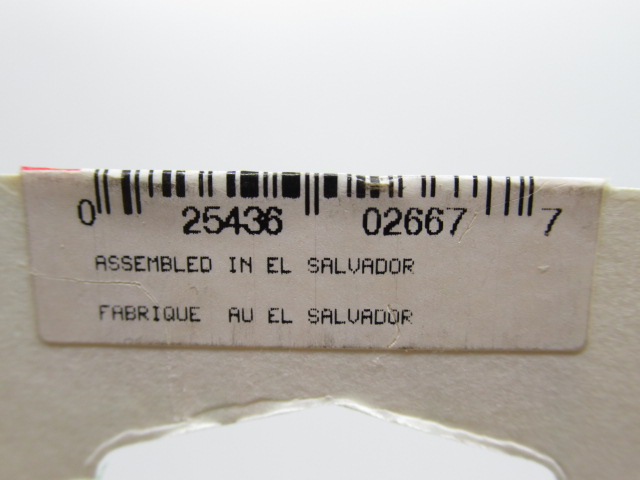 0 25436 02667 7
ASSEMBLED IN EL SALVADOR
FABRIQUE AU EL SALVADOR